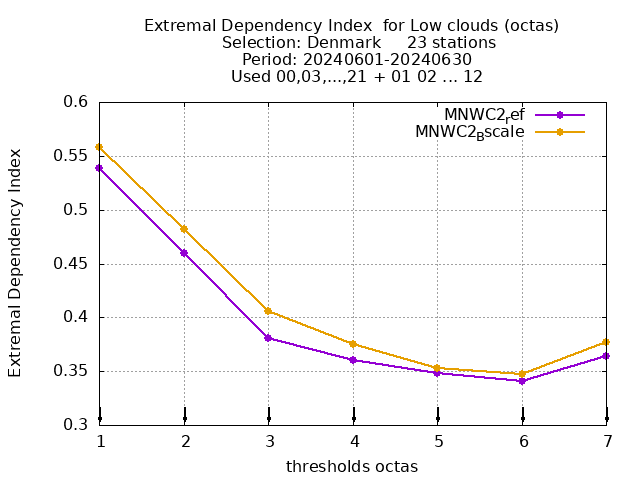 Extremal Dependency Index  for Low clouds (octas)
Selection: Denmark     23 stations
Period: 20240601-20240630
Used 00,03,...,21 + 01 02 ... 12
MNWC2ref
MNWC2Bscale
0.6
0.55
0.5
0.45
0.4
0.35
0.3
Extremal Dependency Index
1 2 3 4 5 6 7
thresholds octas